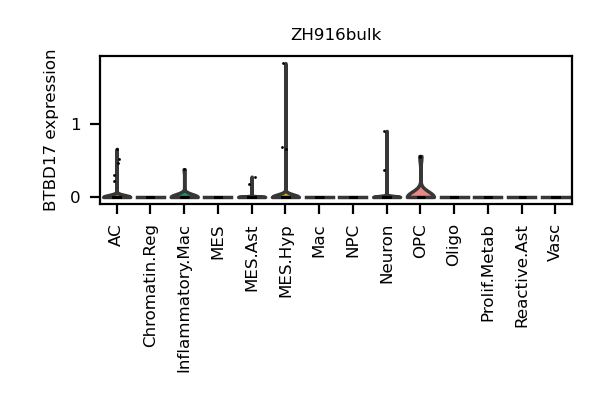 ZH916bulk
BTBD17 expression
1
0
AC
Chromatin.Reg
Inflammatory.Mac
MES
MES.Ast
MES.Hyp
Mac
NPC
Neuron
OPC
Oligo
Prolif.Metab
Reactive.Ast
Vasc